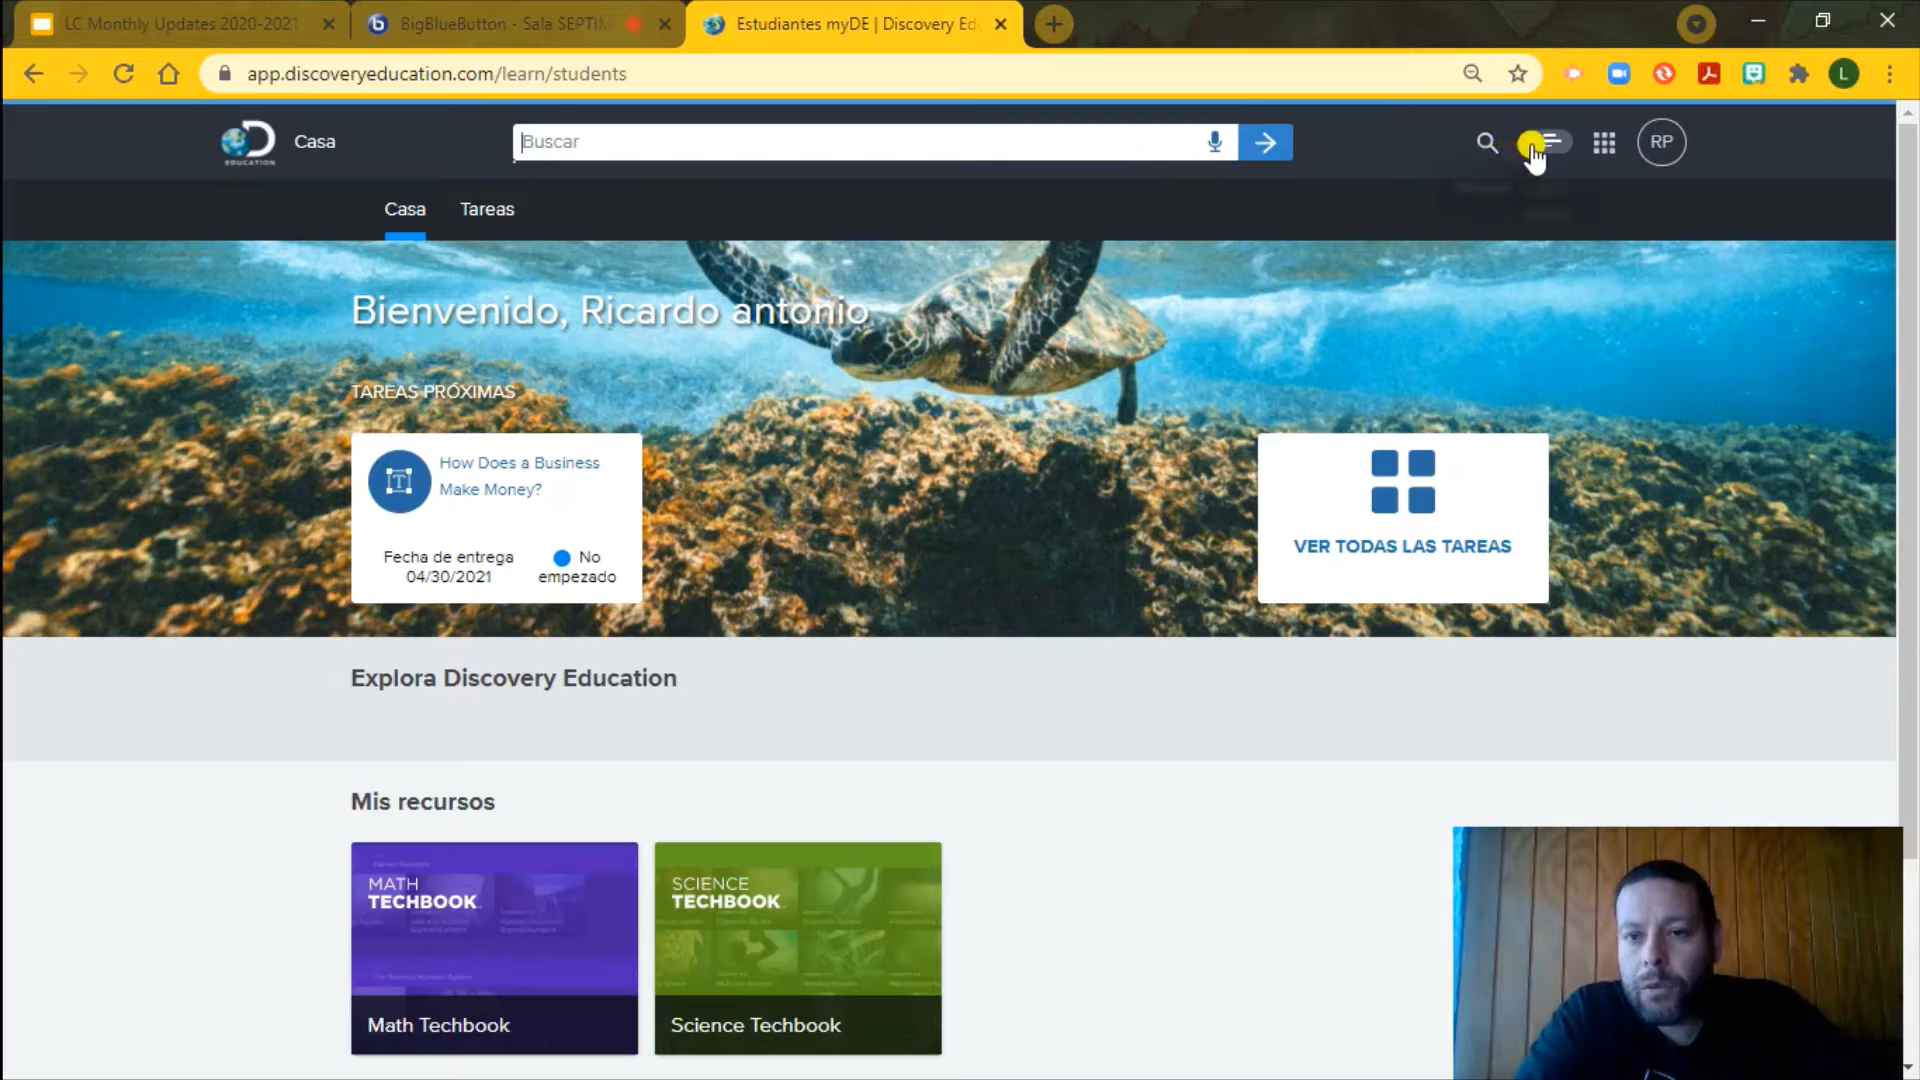 LC Monthly Updates 2020-2021
BigBlueButton - Sala SEPTIM
Estudiantes myDE | Discovery Ed
app.discoveryeducation.com/learn/students
L
EDUCATION
Casa
Buscar
RP
Casa
Tareas
Bienvenido, Ricardo antonio
TAREAS PRÓXIMAS
How Does a Business
Make Money?
Fecha de entrega
04/30/2021
No
empezado
VER TODAS LAS TAREAS
Explora Discovery Education
Mis recursos
MATH
TECHBOOK
Math Techbook
SCIENCE
TECHBOOK
Science Techbook